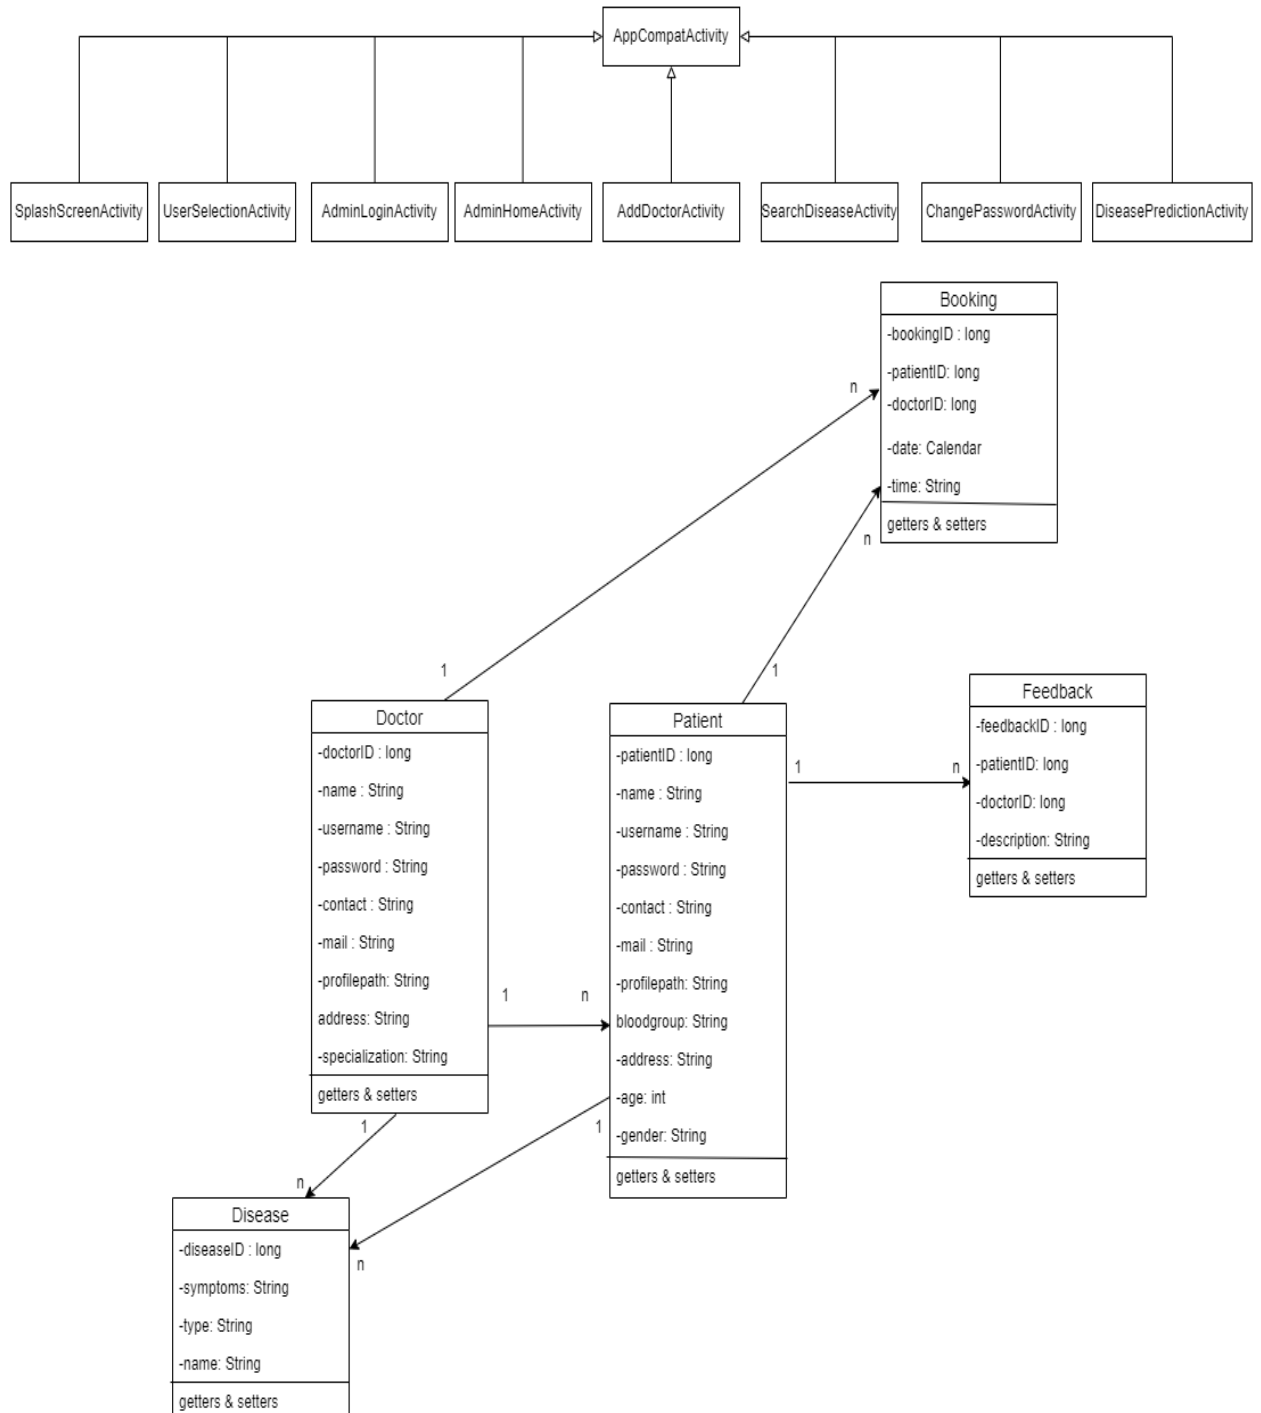 AppCompatActivity
SplashScreenActivity
UserSelectionActivity
AdminLoginActivity
AdminHomeActivity
AddDoctorActivity
SearchDiseaseActivity
ChangePasswordActivity
DiseasePredictionActivity
Booking
-bookingID : long
-patientID: long
-doctorID: long
-date: Calendar
-time: String
getters & setters
n
n
1
1
Doctor
-doctorID : long
-name : String
-username : String
-password : String
-contact : String
-mail : String
-profilepath: String
address: String
-specialization: String
getters & setters
1
n
Patient
-patientID : long
-name : String
-username : String
-password : String
-contact : String
-mail : String
-profilepath: String
bloodgroup: String
-address: String
-age: int
-gender: String
getters & setters
1
n
Feedback
-feedbackID : long
-patientID: long
-doctorID: long
-description: String
getters & setters
1
n
1
n
Disease
-diseaseID : long
-symptoms: String
-type: String
-name: String
getters & setters